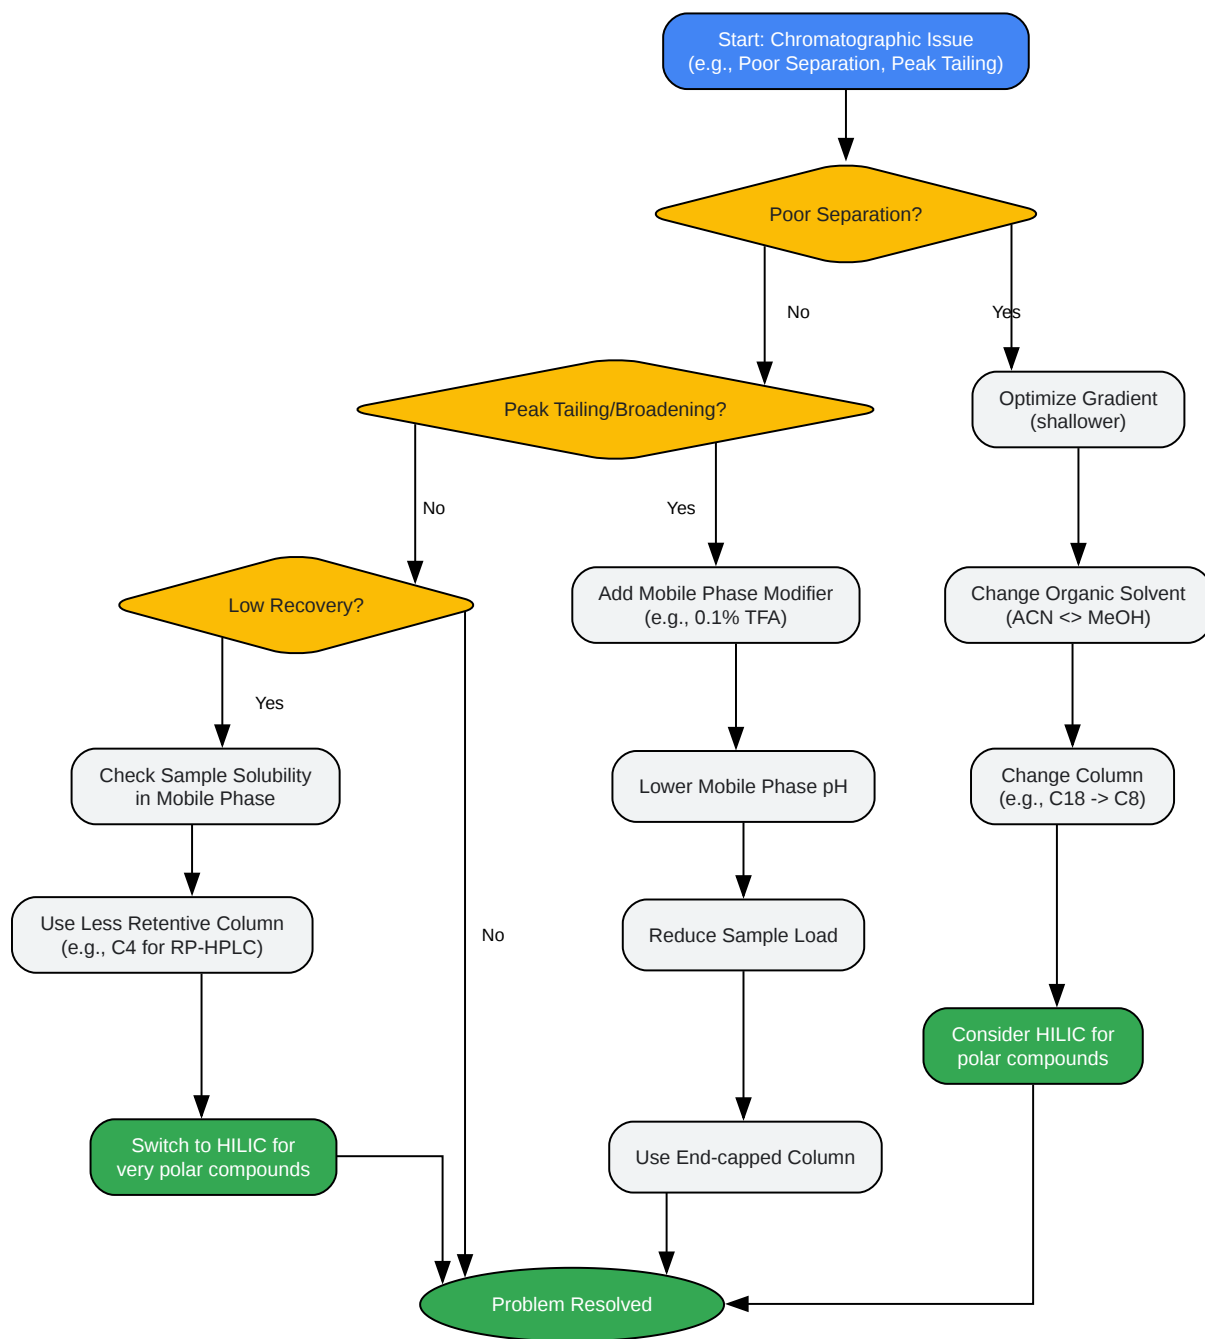 Start: Chromatographic Issue
(e.g., Poor Separation, Peak Tailing)
Poor Separation?
No
Yes
Peak Tailing/Broadening?
Optimize Gradient
(shallower)
No
Yes
Low Recovery?
Add Mobile Phase Modifier
(e.g., 0.1% TFA)
Change Organic Solvent
(ACN <> MeOH)
Yes
Check Sample Solubility
in Mobile Phase
Lower Mobile Phase pH
Change Column
(e.g., C18 -> C8)
Use Less Retentive Column
(e.g., C4 for RP-HPLC)
No
Reduce Sample Load
Consider HILIC for
polar compounds
Switch to HILIC for
very polar compounds
Use End-capped Column
Problem Resolved